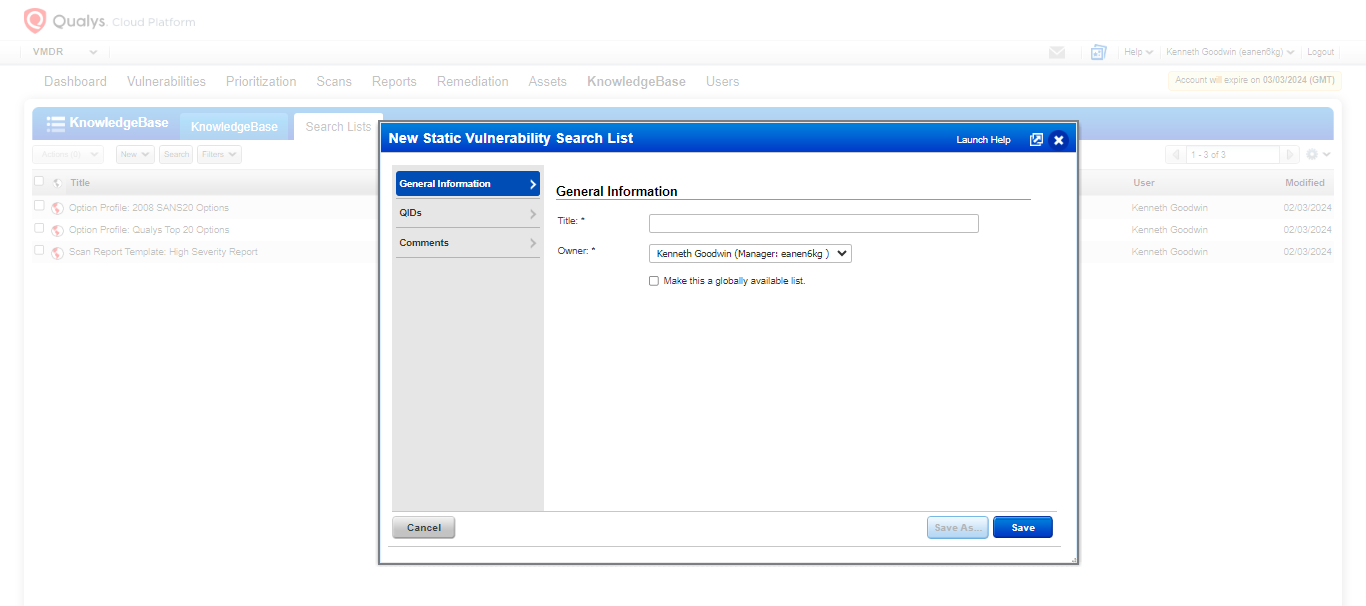 Qualys. Cloud Platform
VMDR
Help
Kenneth Goodwin (eanen6kg)
Logout
Dashboard Vulnerabilities Prioritization Scans Reports Remediation Assets KnowledgeBase Users
Account will expire on 03/03/2024 (GMT)
KnowledgeBase KnowledgeBase Search Lists
Actions (0) New Search Filters
1 - 3 of 3
Title User Modified
Option Profile: 2008 SANS20 Options Kenneth Goodwin 02/03/2024
Option Profile: Qualys Top 20 Options Kenneth Goodwin 02/03/2024
Scan Report Template: High Severity Report Kenneth Goodwin 02/03/2024
New Static Vulnerability Search List
Launch Help
General Information
QIDs
Comments
General Information
Title: *
Owner: * Kenneth Goodwin (Manager: eanen6kg )
Make this a globally available list.
Cancel Save As... Save